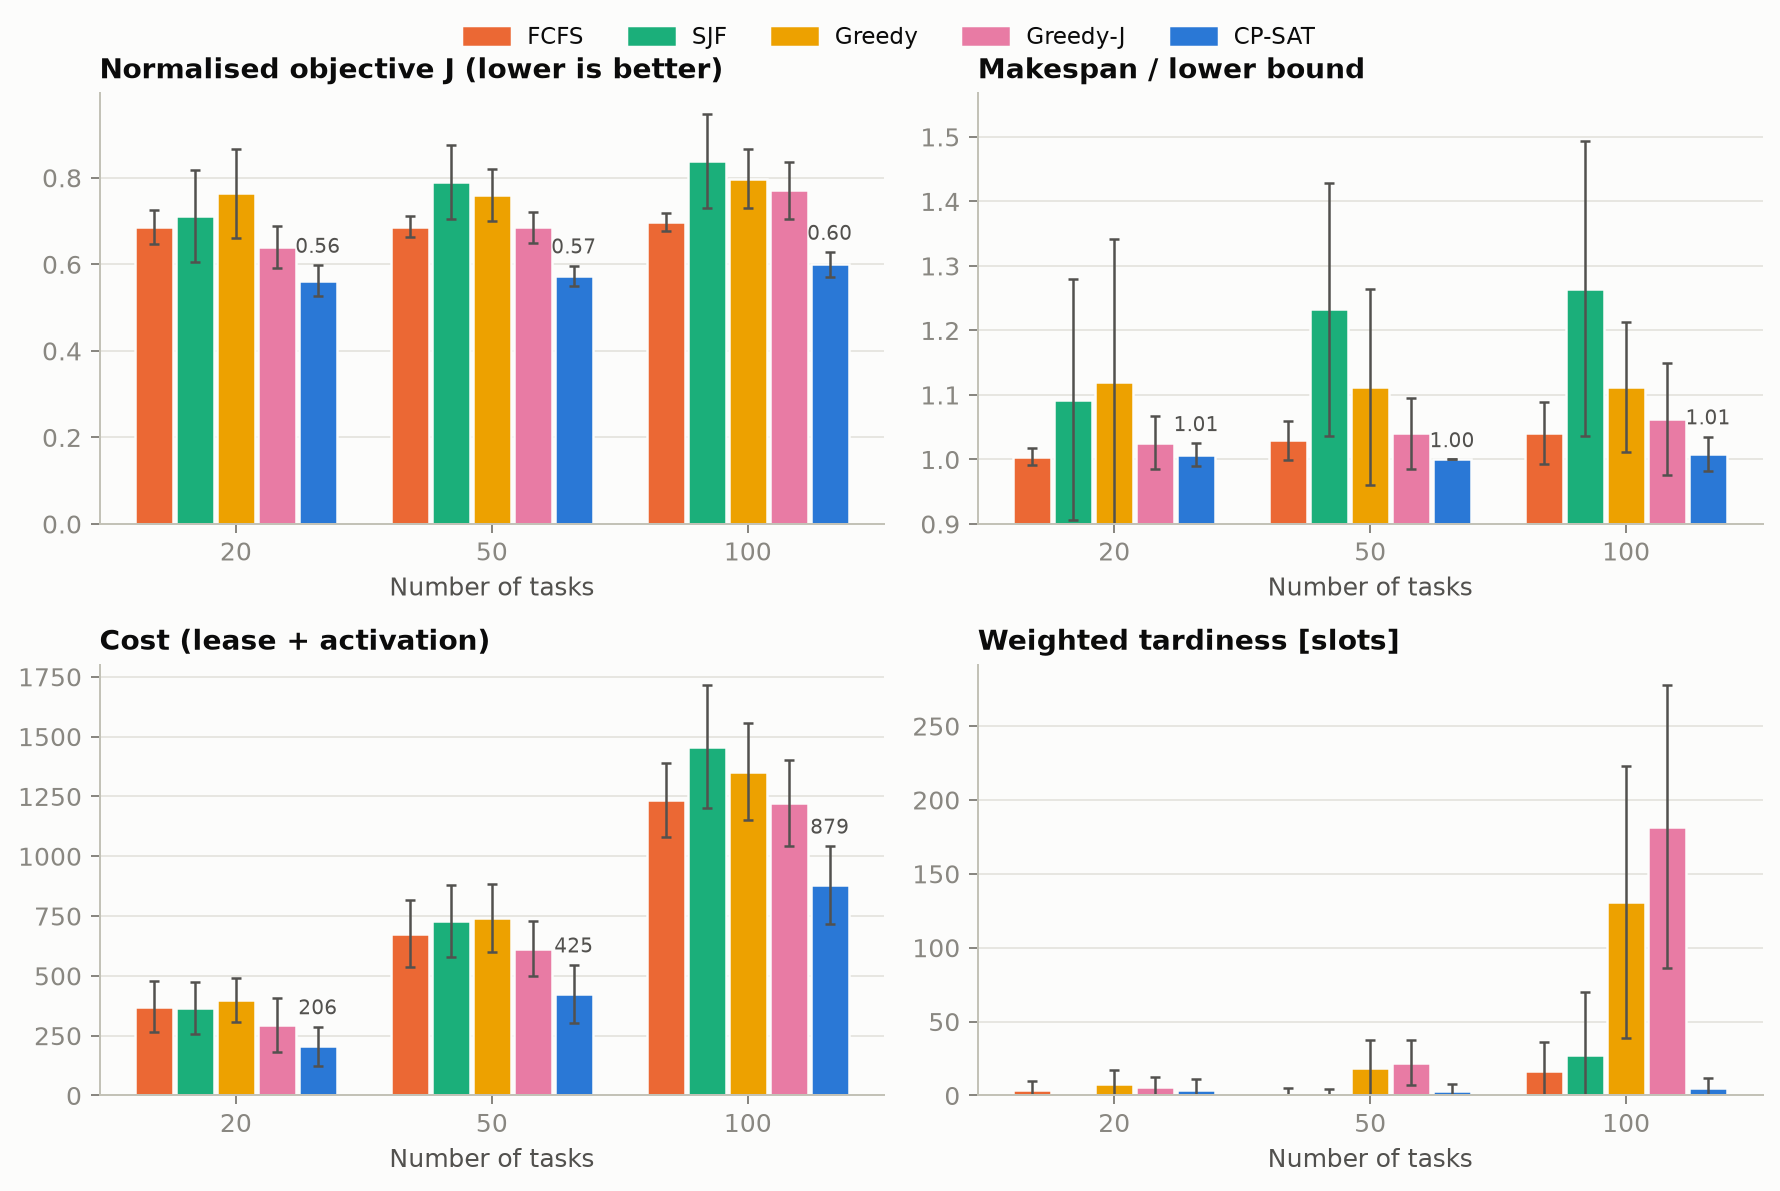 FCFS SJF Greedy Greedy-J CP-SAT
Normalised objective J (lower is better)
0.8
0.6
0.4
0.2
0.0
0.56
0.57
0.60
20 50 100
Number of tasks
Makespan / lower bound
1.5
1.4
1.3
1.2
1.1
1.0
0.9
1.01
1.00
1.01
20 50 100
Number of tasks
Cost (lease + activation)
1750
1500
1250
1000
750
500
250
0
206
425
879
20 50 100
Number of tasks
Weighted tardiness [slots]
250
200
150
100
50
0
20 50 100
Number of tasks